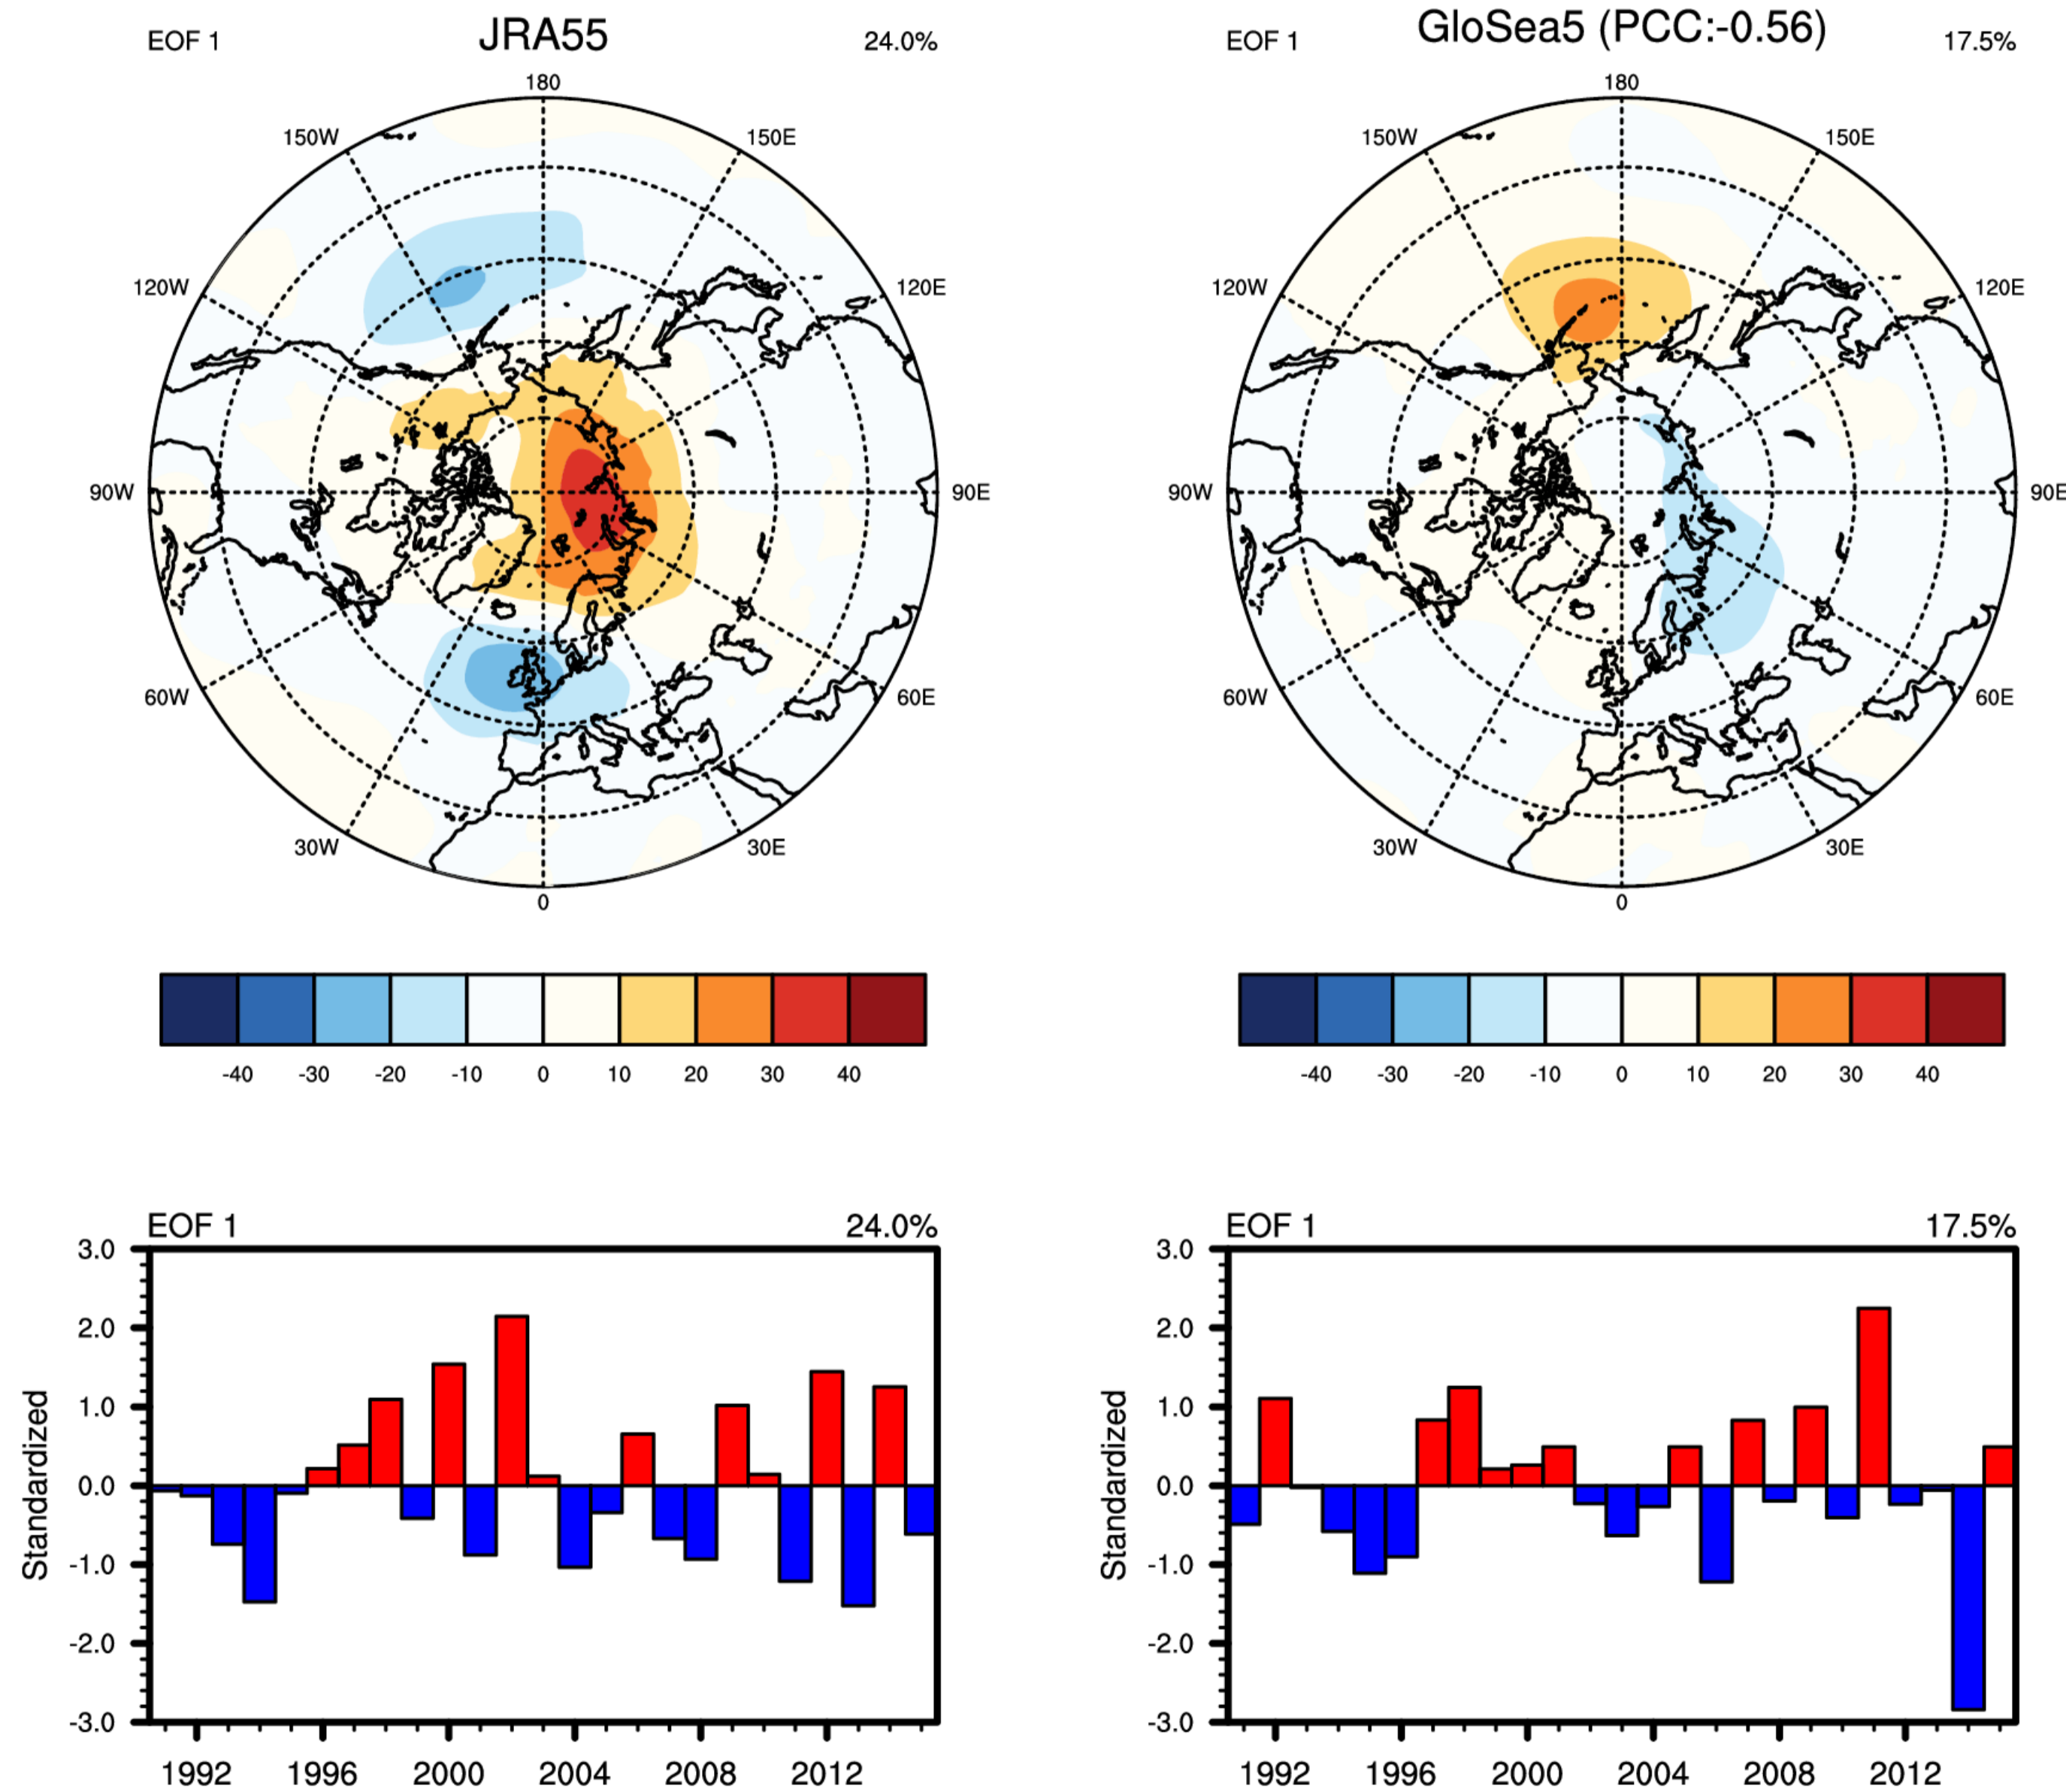 EOF 1 JRA55 24.0%
180
150W 150E
120W 120E
90W 90E
60W 60E
30W 30E
0
-40 -30 -20 -10 0 10 20 30 40
EOF 1 24.0%
3.0
2.0
1.0
0.0
-1.0
-2.0
-3.0
Standardized
1992 1996 2000 2004 2008 2012
EOF 1 GloSea5 (PCC:-0.56) 17.5%
180
150W 150E
120W 120E
90W 90E
60W 60E
30W 30E
0
-40 -30 -20 -10 0 10 20 30 40
EOF 1 17.5%
3.0
2.0
1.0
0.0
-1.0
-2.0
-3.0
Standardized
1992 1996 2000 2004 2008 2012